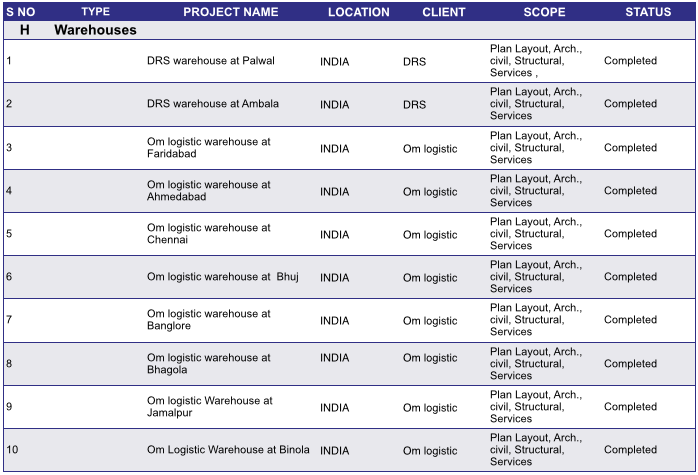 S NO TYPE PROJECT NAME LOCATION CLIENT SCOPE STATUS
H Warehouses
1 DRS warehouse at Palwal INDIA DRS Plan Layout, Arch., civil, Structural, Services , Completed
2 DRS warehouse at Ambala INDIA DRS Plan Layout, Arch., civil, Structural, Services Completed
3 Om logistic warehouse at Faridabad INDIA Om logistic Plan Layout, Arch., civil, Structural, Services Completed
4 Om logistic warehouse at Ahmedabad INDIA Om logistic Plan Layout, Arch., civil, Structural, Services Completed
5 Om logistic warehouse at Chennai INDIA Om logistic Plan Layout, Arch., civil, Structural, Services Completed
6 Om logistic warehouse at  Bhuj INDIA Om logistic Plan Layout, Arch., civil, Structural, Services Completed
7 Om logistic warehouse at Banglore INDIA Om logistic Plan Layout, Arch., civil, Structural, Services Completed
8 Om logistic warehouse at Bhagola INDIA Om logistic Plan Layout, Arch., civil, Structural, Services Completed
9 Om logistic Warehouse at Jamalpur INDIA Om logistic Plan Layout, Arch., civil, Structural, Services Completed
10 Om Logistic Warehouse at Binola INDIA Om logistic Plan Layout, Arch., civil, Structural, Services Completed